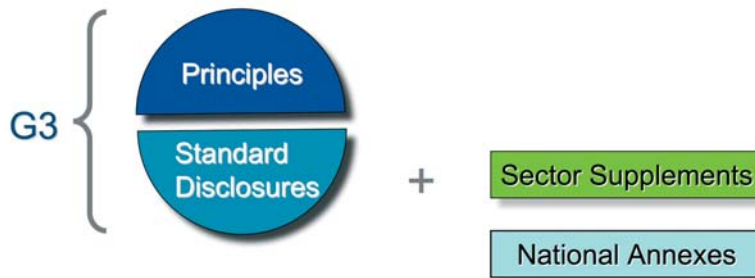 Principles
G3
Standard
Disclosures
+
Sector Supplements
National Annexes